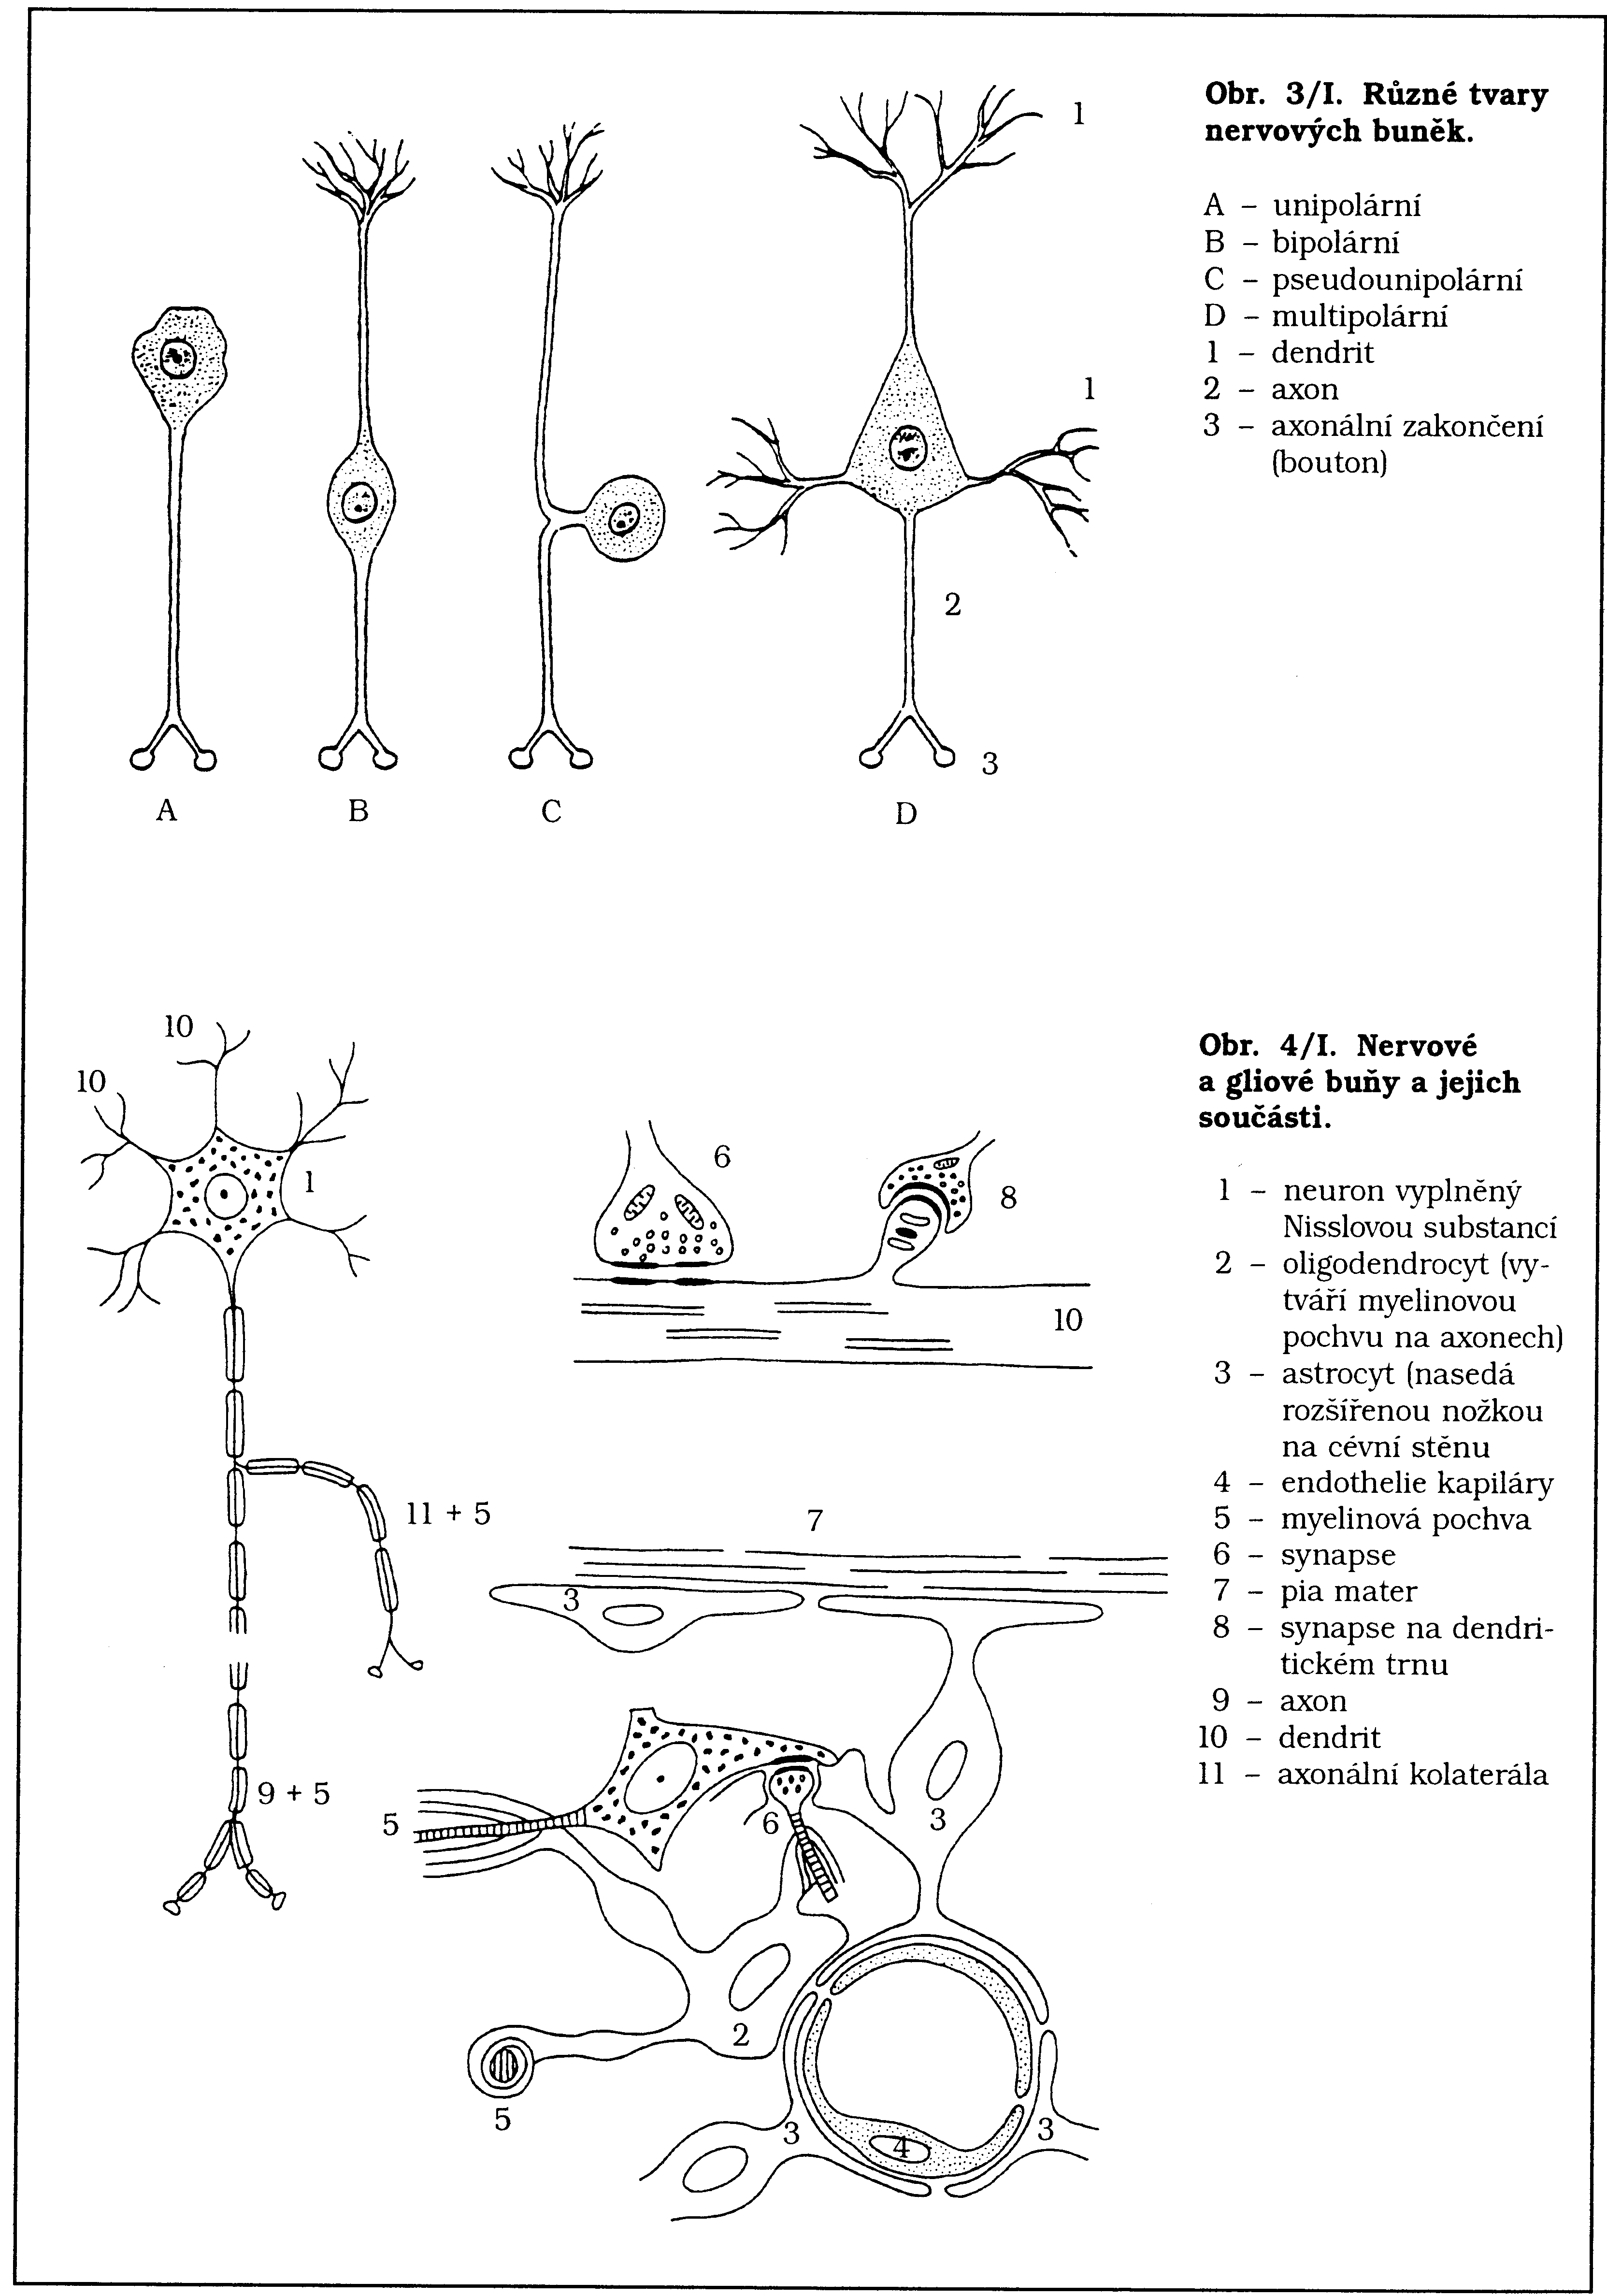 Obr. 3/I. Různé tvary
nervových buněk.
A – unipolární
B – bipolární
C – pseudounipolární
D – multipolární
1 – dendrit
2 – axon
3 – axonální zakončení
(bouton)
1
1
2
3
A B C D
Obr. 4/I. Nervové
a gliové buňy a jejich
součásti.
1 – neuron vyplněný
Nisslovou substancí
2 – oligodendrocyt (vy-
tváří myelinovou
pochvu na axonech)
3 – astrocyt (nasedá
rozšířenou nožkou
na cévní stěnu
4 – endothelie kapiláry
5 – myelinová pochva
6 – synapse
7 – pia mater
8 – synapse na dendri-
tickém trnu
9 – axon
10 – dendrit
11 – axonální kolaterála
10
10
1
6
8
10
11 + 5
7
3
9 + 5
5
6
3
2
5
3
4
3